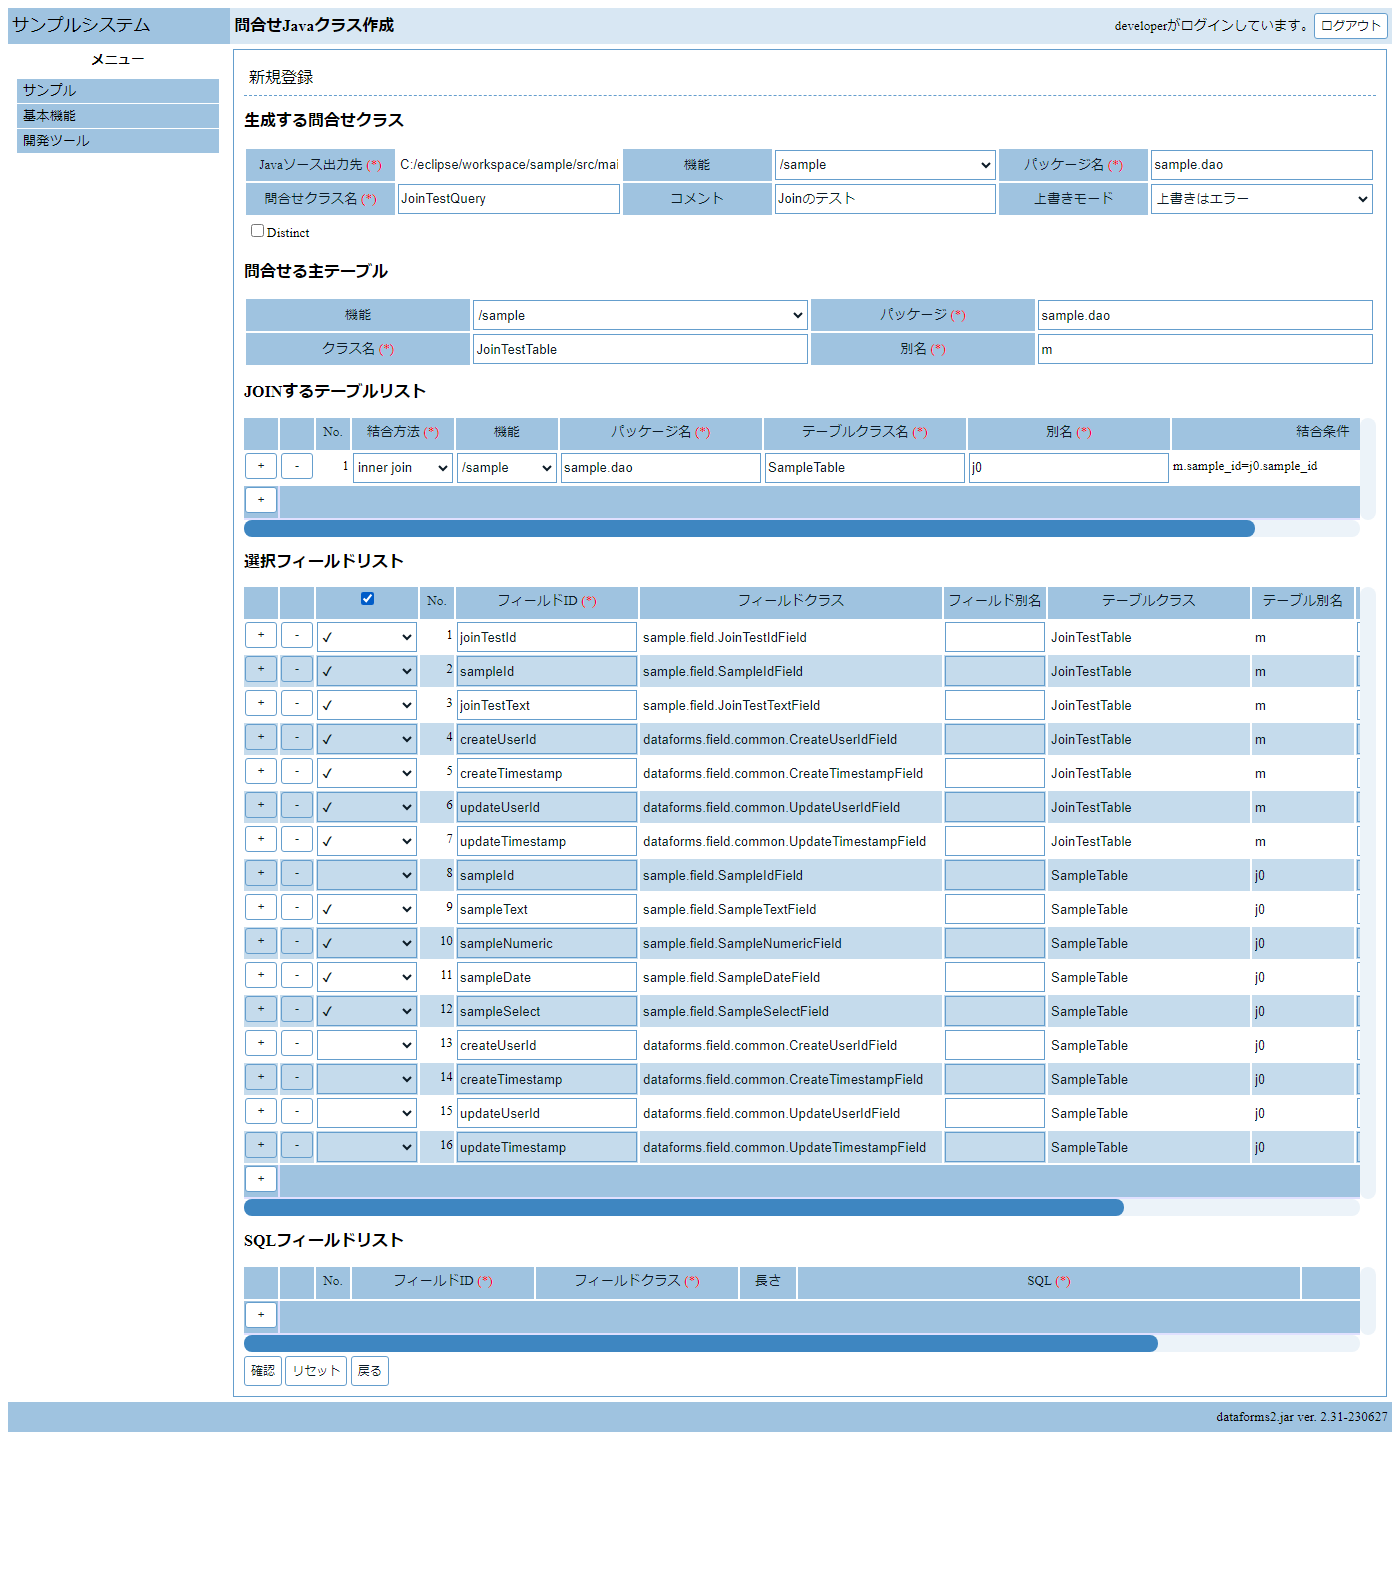 サンプルシステム 問合せJavaクラス作成 developerがログインしています。 ログアウト
メニュー
サンプル
基本機能
開発ツール
新規登録
生成する問合せクラス
Javaソース出力先 (*) C:/eclipse/workspace/sample/src/mai 機能 /sample パッケージ名 (*) sample.dao
問合せクラス名 (*) JoinTestQuery コメント Joinのテスト 上書きモード 上書きはエラー
Distinct
問合せる主テーブル
機能 /sample パッケージ (*) sample.dao
クラス名 (*) JoinTestTable 別名 (*) m
JOINするテーブルリスト
No. 結合方法 (*) 機能 パッケージ名 (*) テーブルクラス名 (*) 別名 (*) 結合条件
+ - 1 inner join /sample sample.dao SampleTable j0 m.sample_id=j0.sample_id
+
選択フィールドリスト
No. フィールドID (*) フィールドクラス フィールド別名 テーブルクラス テーブル別名
+ - ✓ 1 joinTestId sample.field.JoinTestIdField JoinTestTable m
+ - ✓ 2 sampleId sample.field.SampleIdField JoinTestTable m
+ - ✓ 3 joinTestText sample.field.JoinTestTextField JoinTestTable m
+ - ✓ 4 createUserId dataforms.field.common.CreateUserIdField JoinTestTable m
+ - ✓ 5 createTimestamp dataforms.field.common.CreateTimestampField JoinTestTable m
+ - ✓ 6 updateUserId dataforms.field.common.UpdateUserIdField JoinTestTable m
+ - ✓ 7 updateTimestamp dataforms.field.common.UpdateTimestampField JoinTestTable m
+ - 8 sampleId sample.field.SampleIdField SampleTable j0
+ - ✓ 9 sampleText sample.field.SampleTextField SampleTable j0
+ - ✓ 10 sampleNumeric sample.field.SampleNumericField SampleTable j0
+ - ✓ 11 sampleDate sample.field.SampleDateField SampleTable j0
+ - ✓ 12 sampleSelect sample.field.SampleSelectField SampleTable j0
+ - 13 createUserId dataforms.field.common.CreateUserIdField SampleTable j0
+ - 14 createTimestamp dataforms.field.common.CreateTimestampField SampleTable j0
+ - 15 updateUserId dataforms.field.common.UpdateUserIdField SampleTable j0
+ - 16 updateTimestamp dataforms.field.common.UpdateTimestampField SampleTable j0
+
SQLフィールドリスト
No. フィールドID (*) フィールドクラス (*) 長さ SQL (*)
+
確認 リセット 戻る
dataforms2.jar ver. 2.31-230627